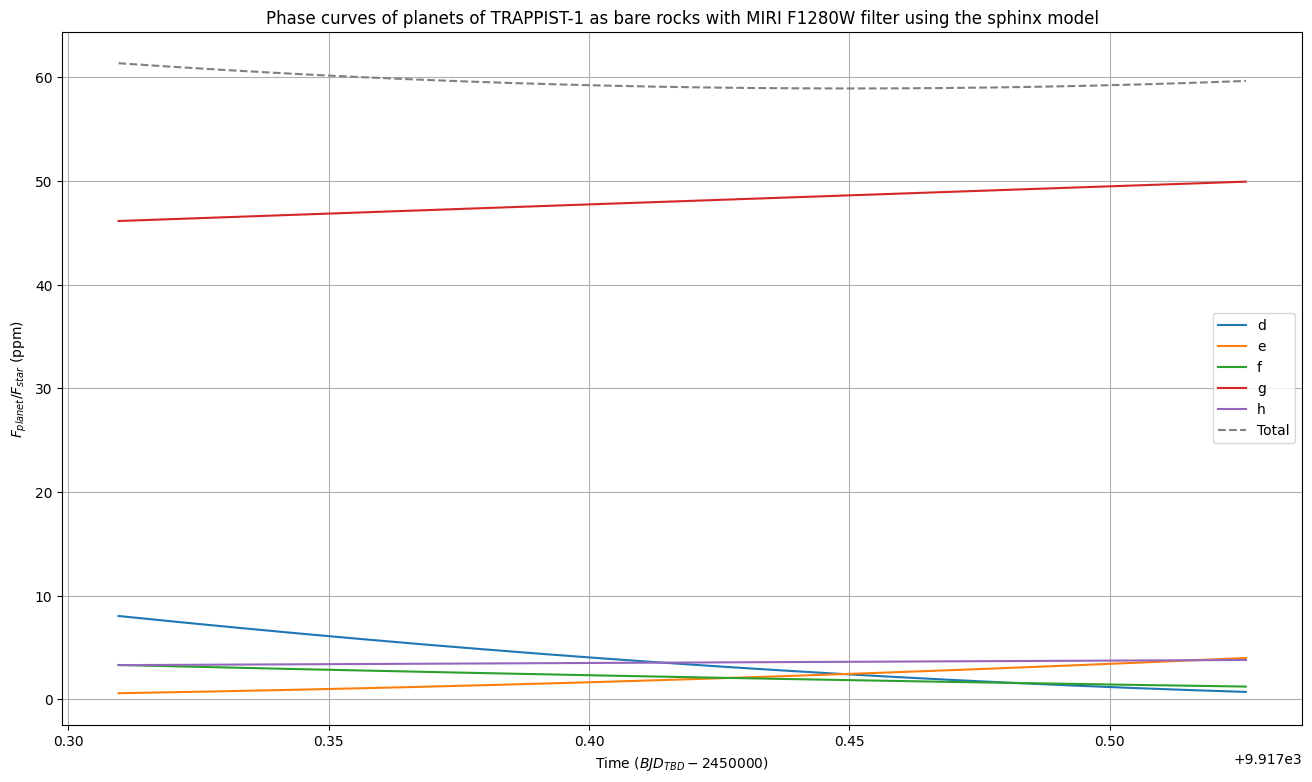 Phase curves of planets of TRAPPIST-1 as bare rocks with MIRI F1280W filter using the sphinx model
F_planet/F_star (ppm)
60
50
40
30
20
10
0
d
e
f
g
h
Total
0.30 0.35 0.40 0.45 0.50
+9.917e3
Time (BJD_TBD − 2450000)